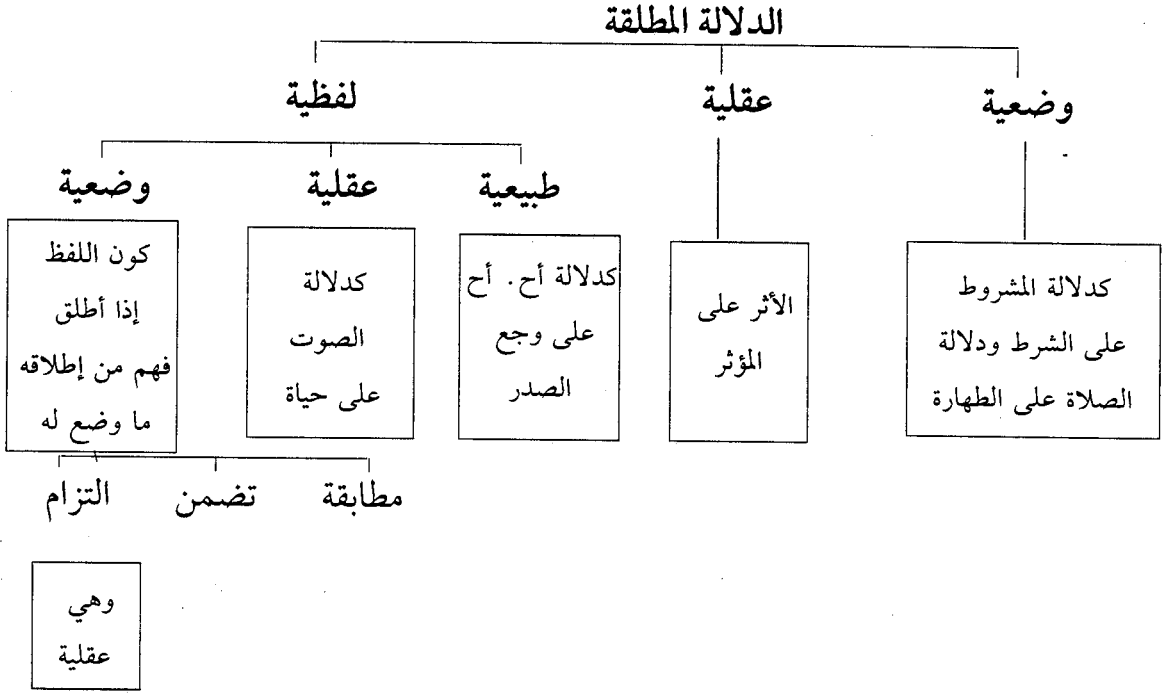 الدلالة المطلقة
وضعية
عقلية
لفظية
طبيعية
عقلية
وضعية
كدلالة المشروط
على الشرط ودلالة
الصلاة على الطهارة
الأثر على
المؤثر
كدلالة أح. أح
على وجع
الصدر
كدلالة
الصوت
على حياة
كون اللفظ
إذا أطلق
فهم من إطلاقه
ما وضع له
مطابقة
تضمن
التزام
وهي
عقلية